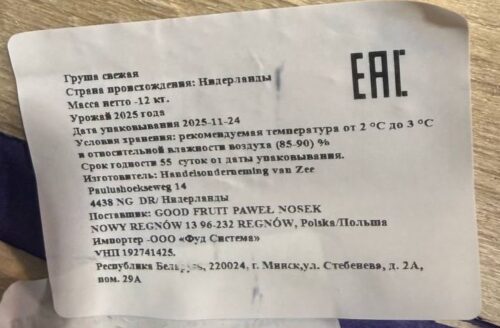 EAC
Груша свежая
Страна происхождения: Нидерланды
Масса нетто -12 кг.
Урожай 2025 года
Дата упаковывания 2025-11-24
Условия хранения: рекомендуемая температура от 2 °C до 3 °C
и относительной влажности воздуха (85-90) %
Срок годности 55 суток от даты упаковывания.
Изготовитель: Handelsonderneming van Zee
Paulushoekseweg 14
4438 NG DR/ Нидерланды
Поставщик: GOOD FRUIT PAWEŁ NOSEK
NOWY REGNÓW 13 96-232 REGNÓW, Polska/Польша
Импортер -ООО «Фуд Система»
УНП 192741425.
Республика Беларусь, 220024, г. Минск,ул. Стебенева, д. 2А,
пом. 29А